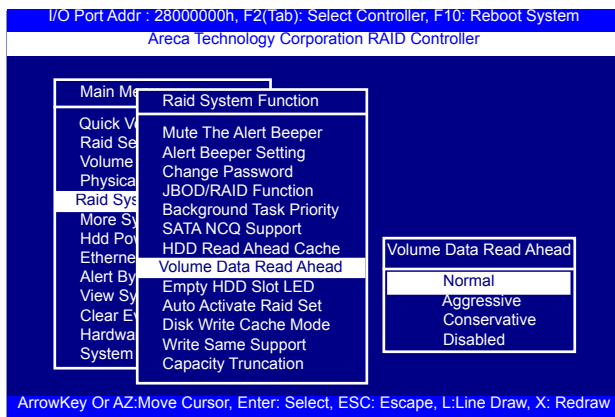 I/O Port Addr : 28000000h, F2(Tab): Select Controller, F10: Reboot System
Areca Technology Corporation RAID Controller
Main Me
Quick Vo
Raid Se
Volume
Physica
Raid Sys
More Sy
Hdd Pow
Etherne
Alert By
View Sy
Clear Ev
Hardwa
System
Raid System Function
Mute The Alert Beeper
Alert Beeper Setting
Change Password
JBOD/RAID Function
Background Task Priority
SATA NCQ Support
HDD Read Ahead Cache
Volume Data Read Ahead
Empty HDD Slot LED
Auto Activate Raid Set
Disk Write Cache Mode
Write Same Support
Capacity Truncation
Volume Data Read Ahead
Normal
Aggressive
Conservative
Disabled
ArrowKey Or AZ:Move Cursor, Enter: Select, ESC: Escape, L:Line Draw, X: Redraw